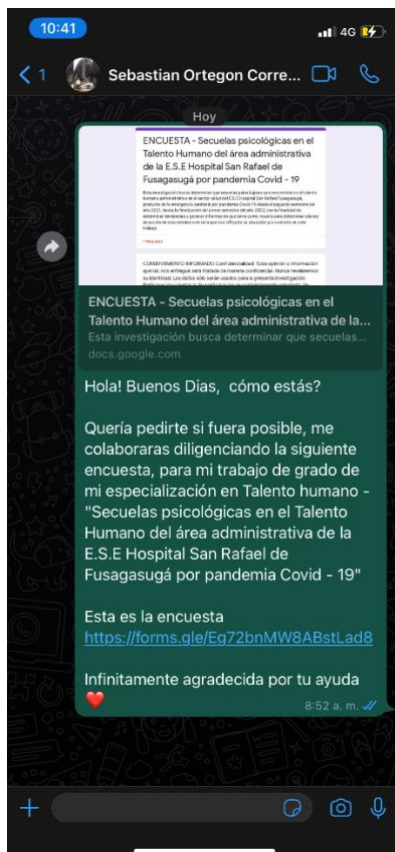 10:41
4G
1
Sebastian Ortegon Corre...
Hoy
ENCUESTA - Secuelas psicológicas en el
Talento Humano del área administrativa
de la E.S.E Hospital San Rafael de
Fusagasugá por pandemia Covid - 19
ENCUESTA - Secuelas psicológicas en el
Talento Humano del área administrativa de la...
Esta investigación busca determinar que secuelas...
docs.google.com
Hola! Buenos Dias, cómo estás?
Quería pedirte si fuera posible, me
colaboraras diligenciando la siguiente
encuesta, para mi trabajo de grado de
mi especialización en Talento humano -
"Secuelas psicológicas en el Talento
Humano del área administrativa de la
E.S.E Hospital San Rafael de
Fusagasugá por pandemia Covid - 19"
Esta es la encuesta
https://forms.gle/Eg72bnMW8ABstLad8
Infinitamente agradecida por tu ayuda
❤️
8:52 a. m.